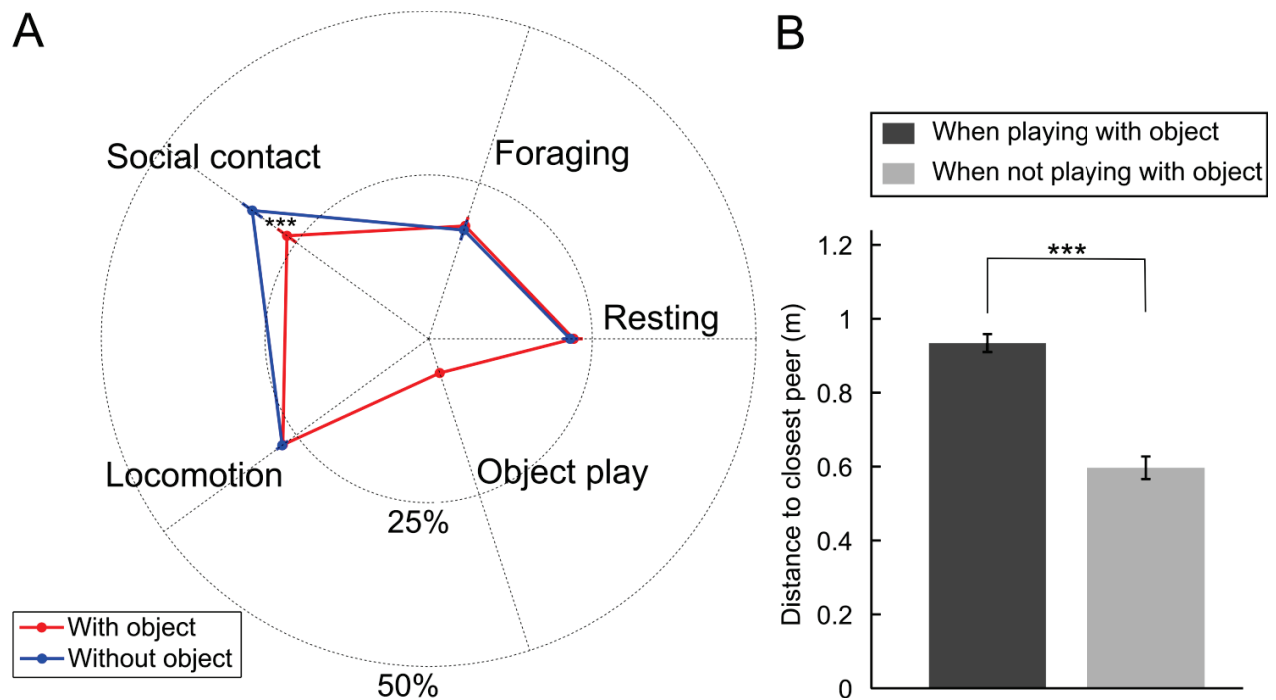 A
Social contact
Foraging
***
Resting
Locomotion
Object play
25%
50%
With object
Without object
B
When playing with object
When not playing with object
Distance to closest peer (m)
1.2
1
0.8
0.6
0.4
0.2
0
***